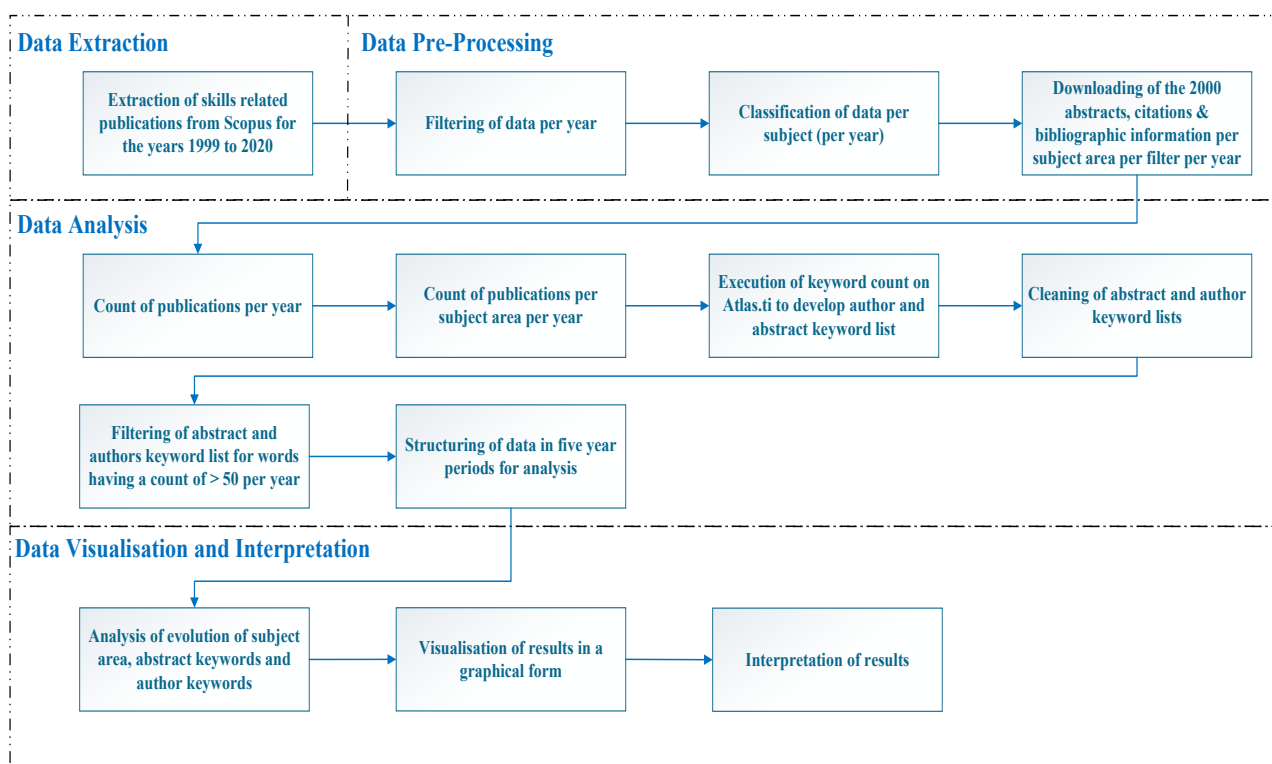 Data Extraction
Data Pre-Processing
Extraction of skills related
publications from Scopus for
the years 1999 to 2020
Filtering of data per year
Classification of data per
subject (per year)
Downloading of the 2000
abstracts, citations &
bibliographic information per
subject area per filter per year
Data Analysis
Count of publications per year
Count of publications per
subject area per year
Execution of keyword count on
Atlas.ti to develop author and
abstract keyword list
Cleaning of abstract and author
keyword lists
Filtering of abstract and
authors keyword list for words
having a count of > 50 per year
Structuring of data in five year
periods for analysis
Data Visualisation and Interpretation
Analysis of evolution of subject
area, abstract keywords and
author keywords
Visualisation of results in a
graphical form
Interpretation of results